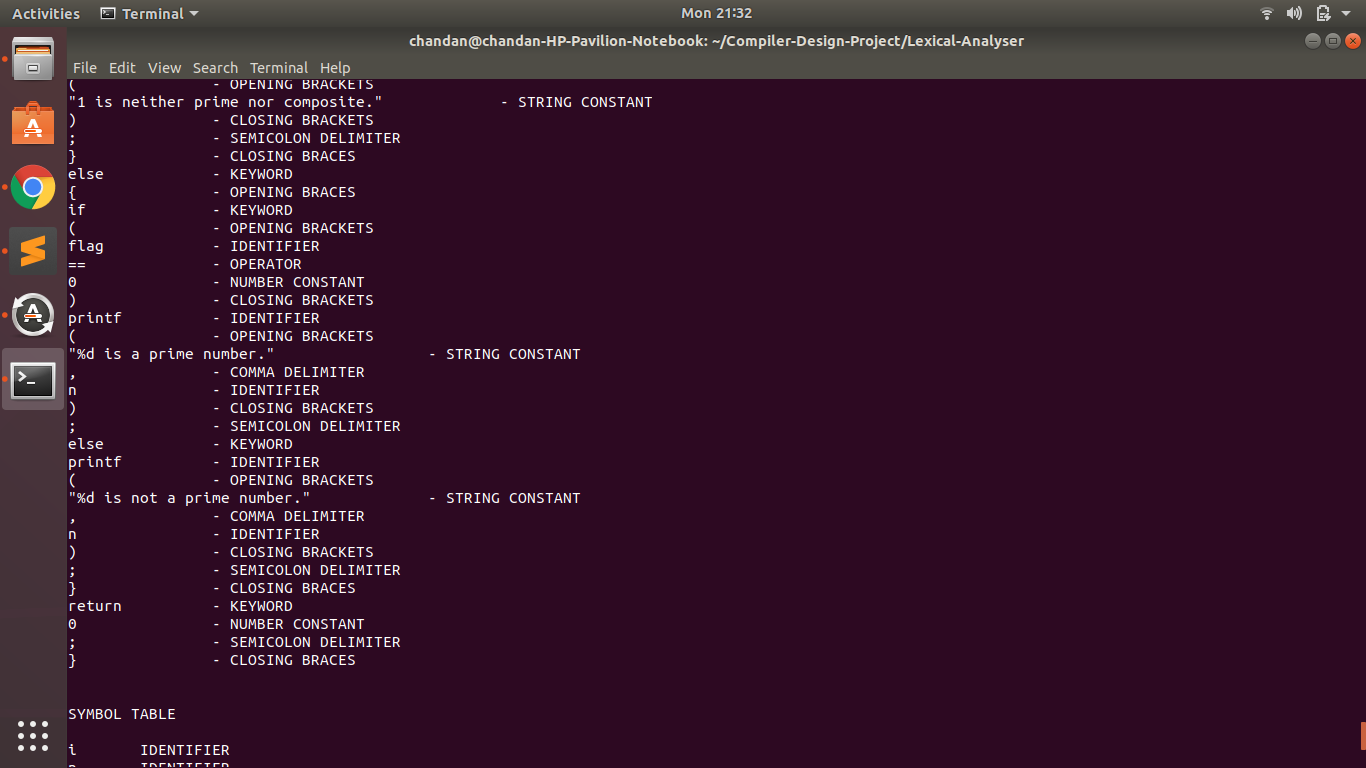 Activities Terminal Mon 21:32
chandan@chandan-HP-Pavilion-Notebook: ~/Compiler-Design-Project/Lexical-Analyser
File Edit View Search Terminal Help
( - OPENING BRACKETS
"1 is neither prime nor composite." - STRING CONSTANT
) - CLOSING BRACKETS
; - SEMICOLON DELIMITER
} - CLOSING BRACES
else - KEYWORD
{ - OPENING BRACES
if - KEYWORD
( - OPENING BRACKETS
flag - IDENTIFIER
== - OPERATOR
0 - NUMBER CONSTANT
) - CLOSING BRACKETS
printf - IDENTIFIER
( - OPENING BRACKETS
"%d is a prime number." - STRING CONSTANT
, - COMMA DELIMITER
n - IDENTIFIER
) - CLOSING BRACKETS
; - SEMICOLON DELIMITER
else - KEYWORD
printf - IDENTIFIER
( - OPENING BRACKETS
"%d is not a prime number." - STRING CONSTANT
, - COMMA DELIMITER
n - IDENTIFIER
) - CLOSING BRACKETS
; - SEMICOLON DELIMITER
} - CLOSING BRACES
return - KEYWORD
0 - NUMBER CONSTANT
; - SEMICOLON DELIMITER
} - CLOSING BRACES
SYMBOL TABLE
i IDENTIFIER
IDENTIFIER